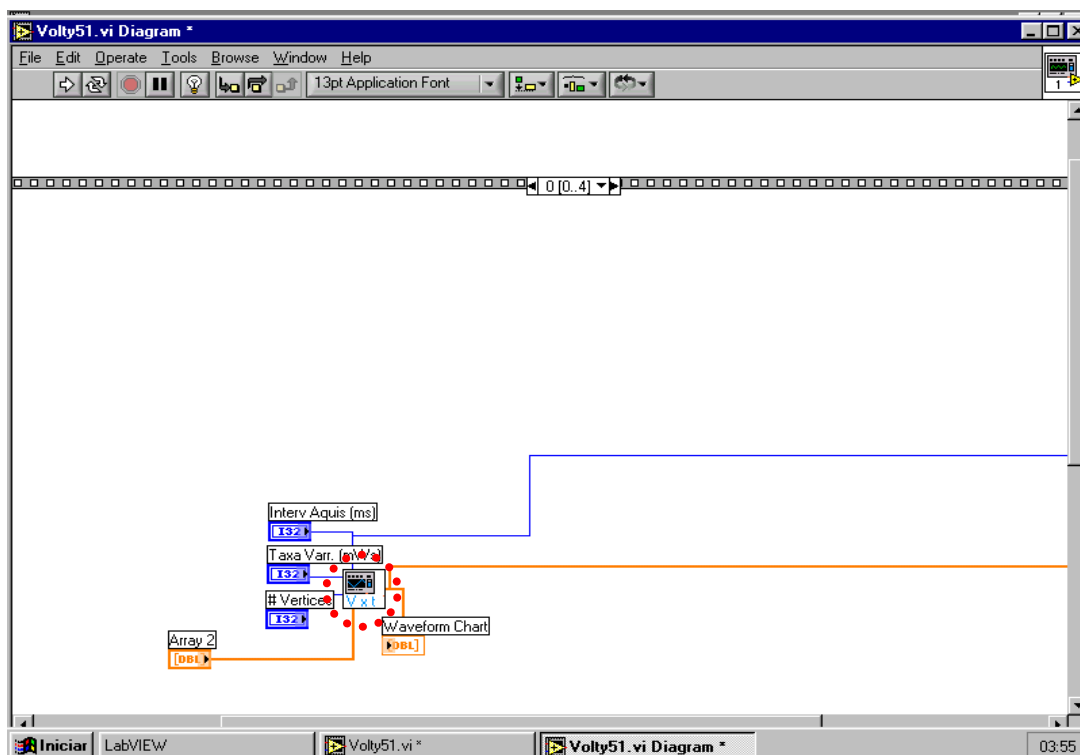 Volty51.vi Diagram *
File Edit Operate Tools Browse Window Help
13pt Application Font
1
0 [0..4]
Interv Aquis (ms)
I32
Taxa Varr. (mV/s)
I32
V x t
# Vertices
I32
Waveform Chart
DBL]
Array 2
[DBL
Iniciar LabVIEW Volty51.vi * Volty51.vi Diagram * 03:55